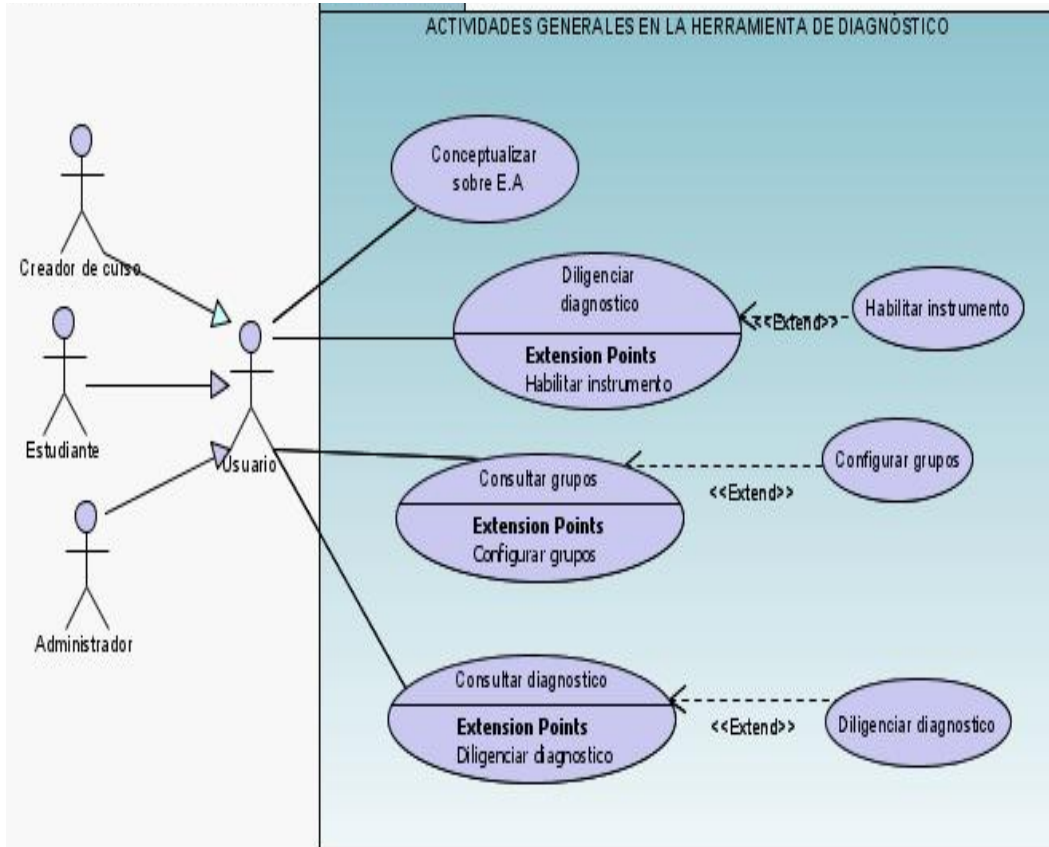 ACTIVIDADES GENERALES EN LA HERRAMIENTA DE DIAGNÓSTICO
Conceptualizar
sobre E.A
Creador de curso
Diligenciar
diagnostico
Extension Points
Habilitar instrumento
<<Extend>>
Habilitar instrumento
Estudiante
Usuario
Consultar grupos
Extension Points
Configurar grupos
<<Extend>>
Configurar grupos
Administrador
Consultar diagnostico
Extension Points
Diligenciar diagnostico
<<Extend>>
Diligenciar diagnostico